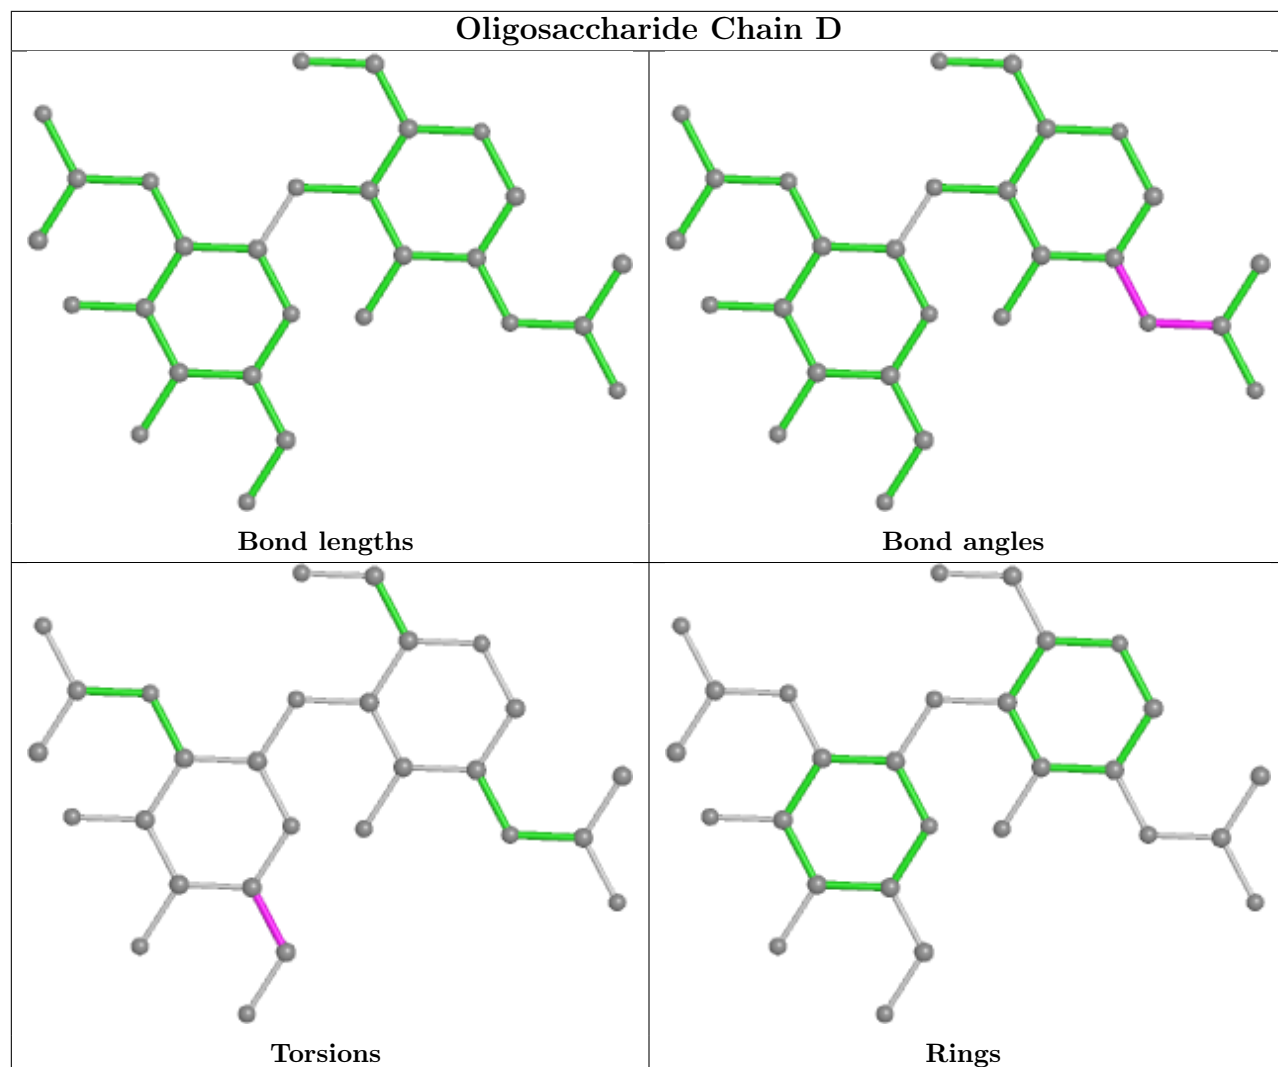 Oligosaccharide Chain D
Bond lengths
Bond angles
Torsions
Rings